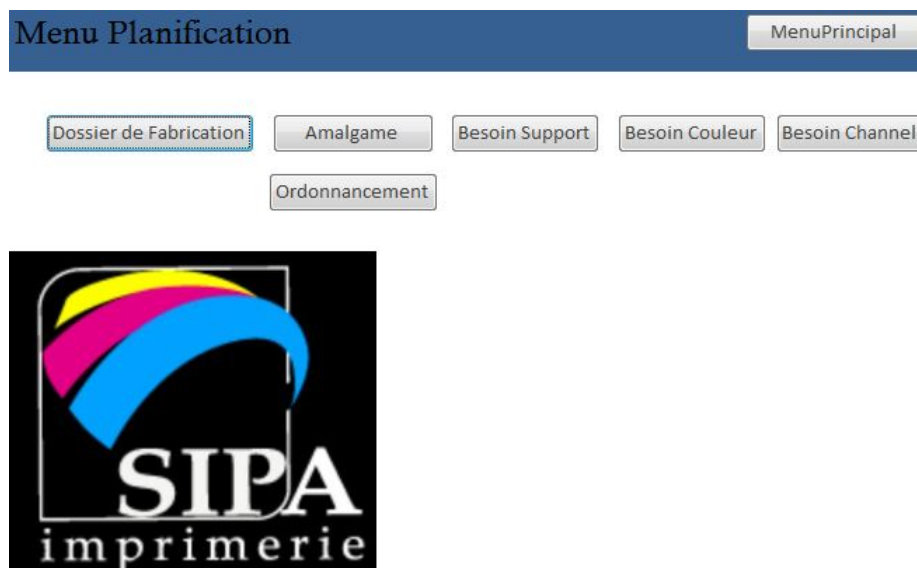 Menu Planification MenuPrincipal
Dossier de Fabrication Amalgame Besoin Support Besoin Couleur Besoin Channel
Ordonnancement
SIPA
imprimerie